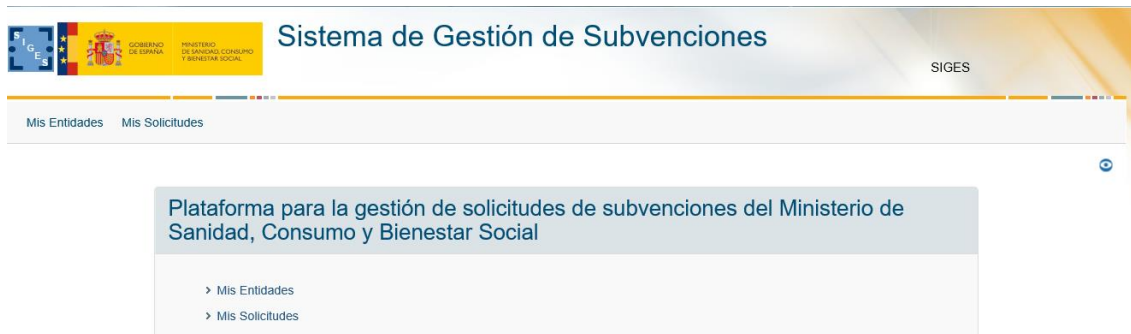 SIGES
GOBIERNO
DE ESPAÑA
MINISTERIO
DE SANIDAD, CONSUMO
Y BIENESTAR SOCIAL
Sistema de Gestión de Subvenciones
SIGES
Mis Entidades Mis Solicitudes
Plataforma para la gestión de solicitudes de subvenciones del Ministerio de
Sanidad, Consumo y Bienestar Social
> Mis Entidades
> Mis Solicitudes